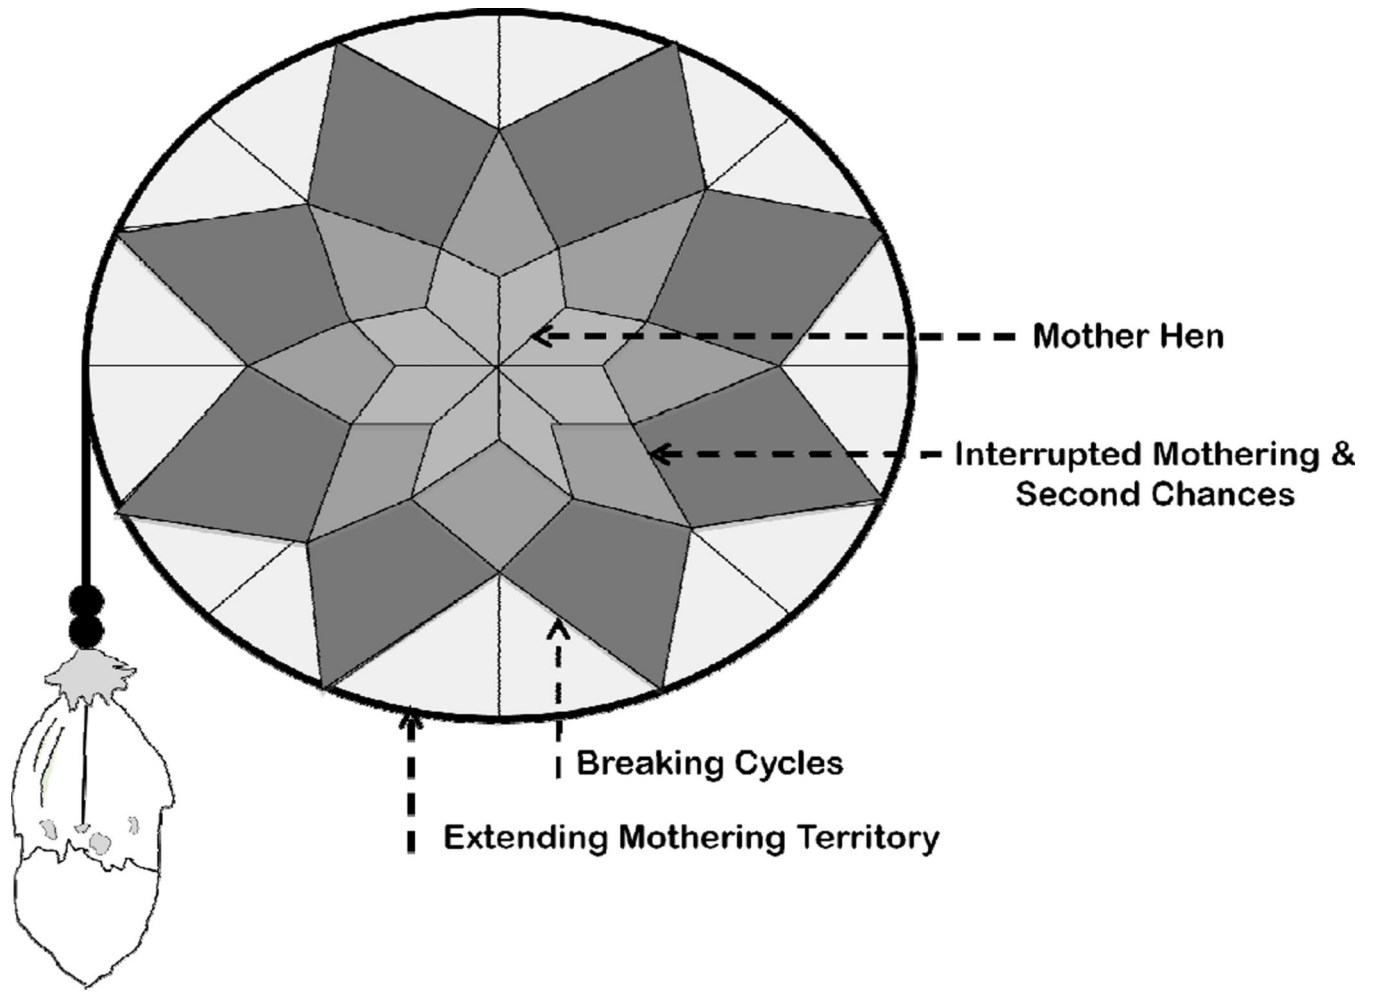 Mother Hen
Interrupted Mothering &
Second Chances
Breaking Cycles
Extending Mothering Territory